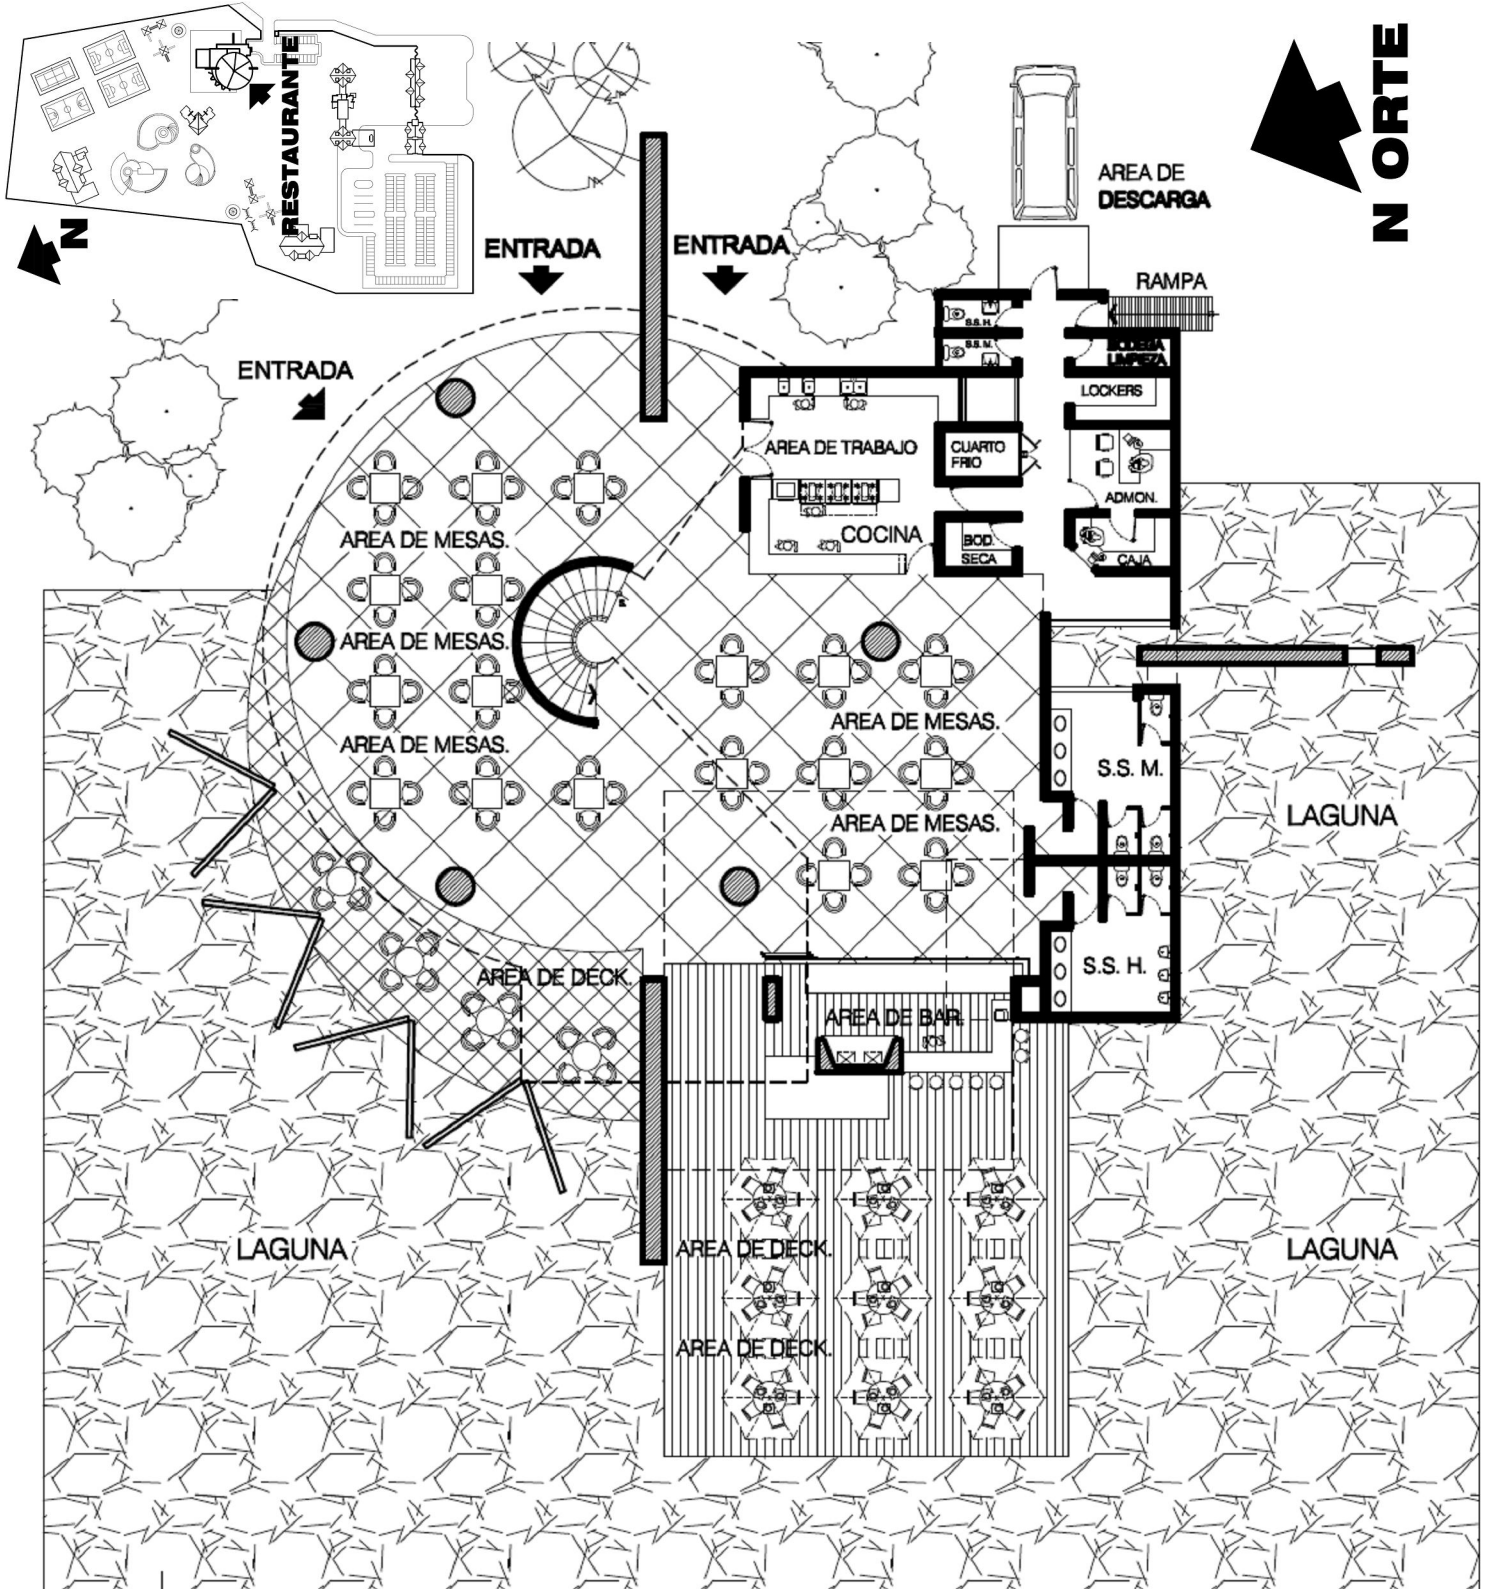 RESTAURANTE
N
N ORTE
AREA DE
DESCARGA
ENTRADA
ENTRADA
RAMPA
ENTRADA
S.S. H.
S.S. M.
BODEGA
LIMPIEZA
LOCKERS
AREA DE TRABAJO
CUARTO
FRIO
ADMON.
COCINA
BOD.
SECA
CAJA
AREA DE MESAS.
AREA DE MESAS.
AREA DE MESAS.
AREA DE MESAS.
AREA DE MESAS.
S.S. M.
LAGUNA
S.S. H.
AREA DE DECK.
AREA DE BAR.
LAGUNA
AREA DE DECK.
LAGUNA
AREA DE DECK.